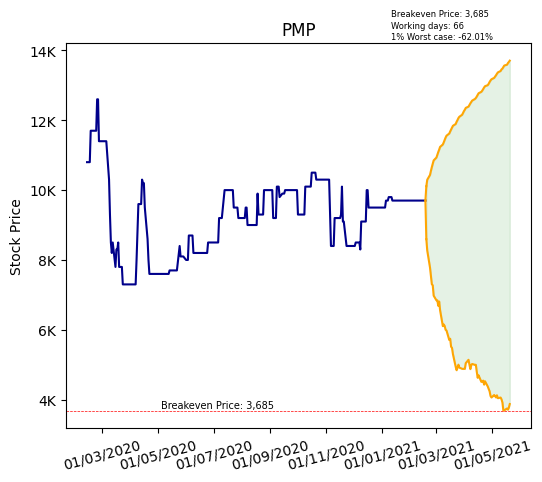 Breakeven Price: 3,685
Working days: 66
1% Worst case: -62.01%
PMP
14K
12K
10K
8K
6K
4K
Stock Price
Breakeven Price: 3,685
01/03/2020
01/05/2020
01/07/2020
01/09/2020
01/11/2020
01/01/2021
01/03/2021
01/05/2021